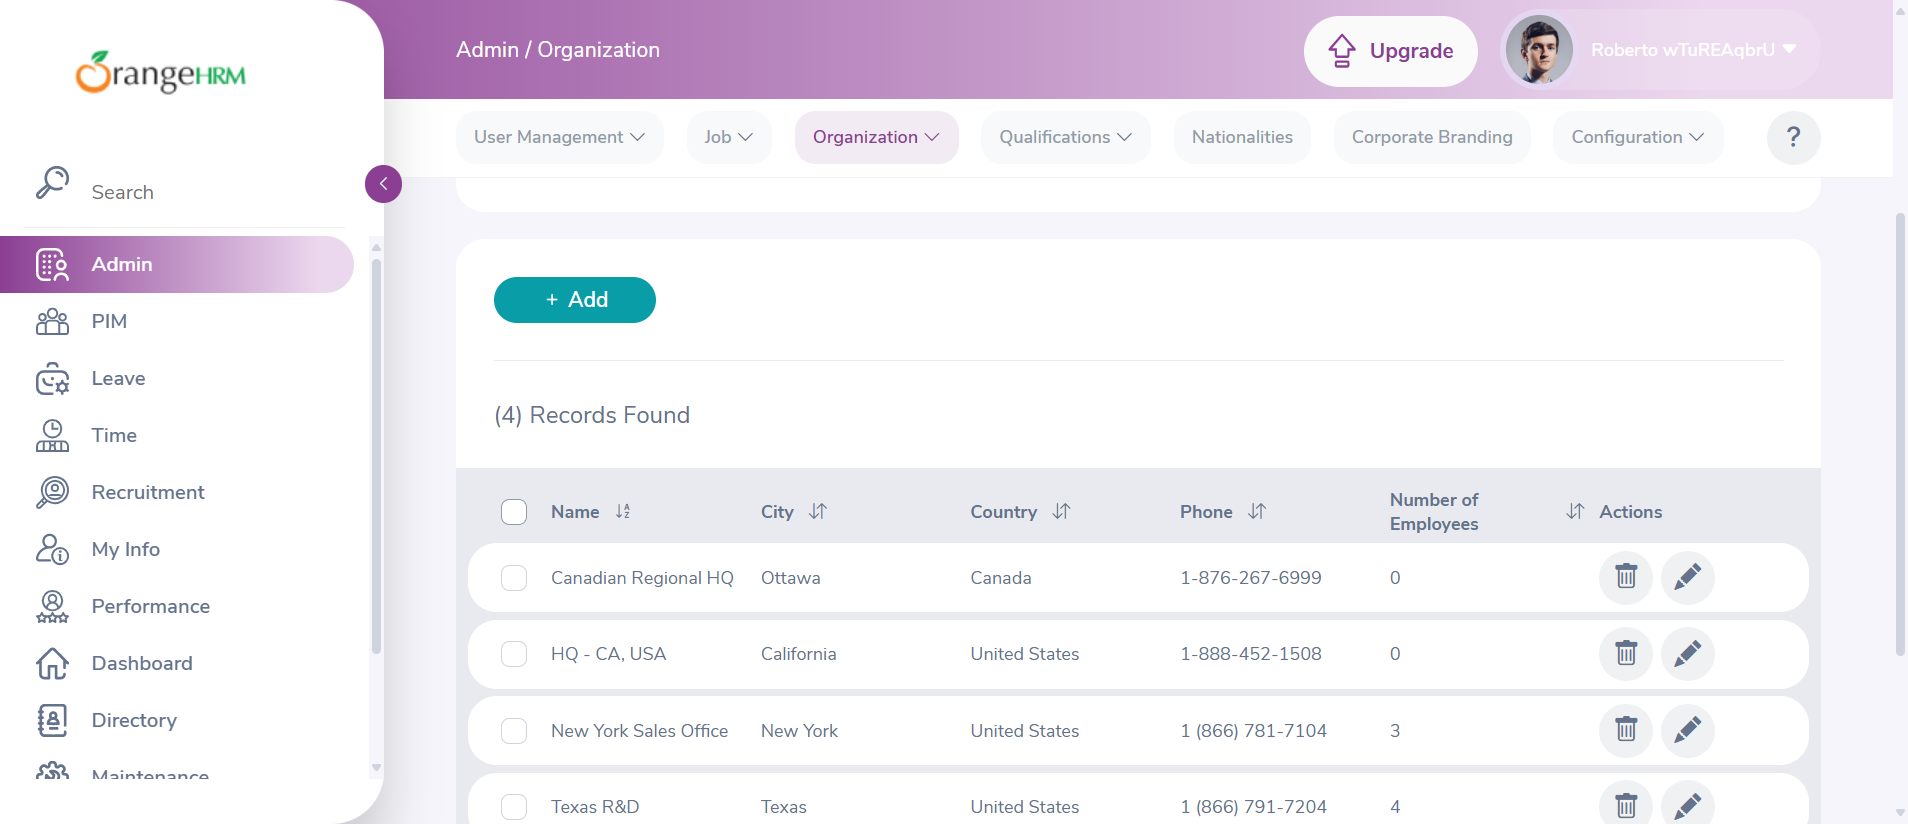 OrangeHRM
Admin / Organization
Upgrade
Roberto wTuREAqbrU
User Management
Job
Organization
Qualifications
Nationalities
Corporate Branding
Configuration
?
Search
Admin
PIM
Leave
Time
Recruitment
My Info
Performance
Dashboard
Directory
Maintenance
+ Add
(4) Records Found
Name City Country Phone Number of Employees Actions
Canadian Regional HQ Ottawa Canada 1-876-267-6999 0
HQ - CA, USA California United States 1-888-452-1508 0
New York Sales Office New York United States 1 (866) 781-7104 3
Texas R&D Texas United States 1 (866) 791-7204 4